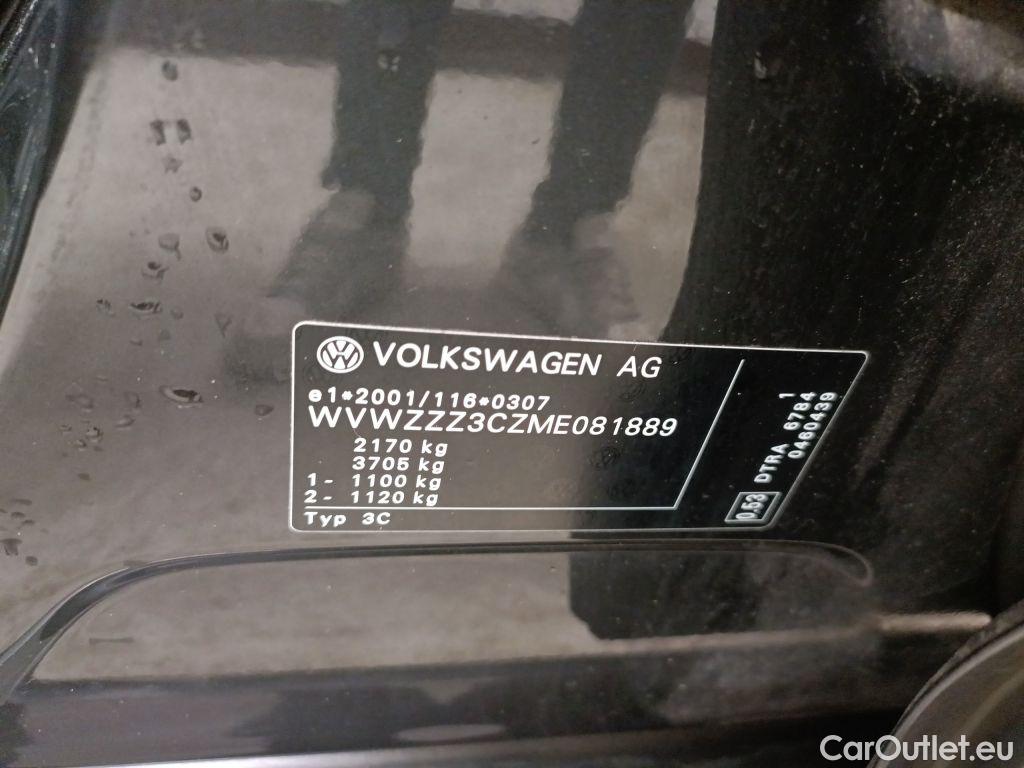 VOLKSWAGEN AG
e1*2001/116*0307
WVWZZZ3CZME081889
2170 kg
3705 kg
1 - 1100 kg
2 - 1120 kg
Typ 3C
1
DTRA 6784
0460439
0.53
CarOutlet.eu